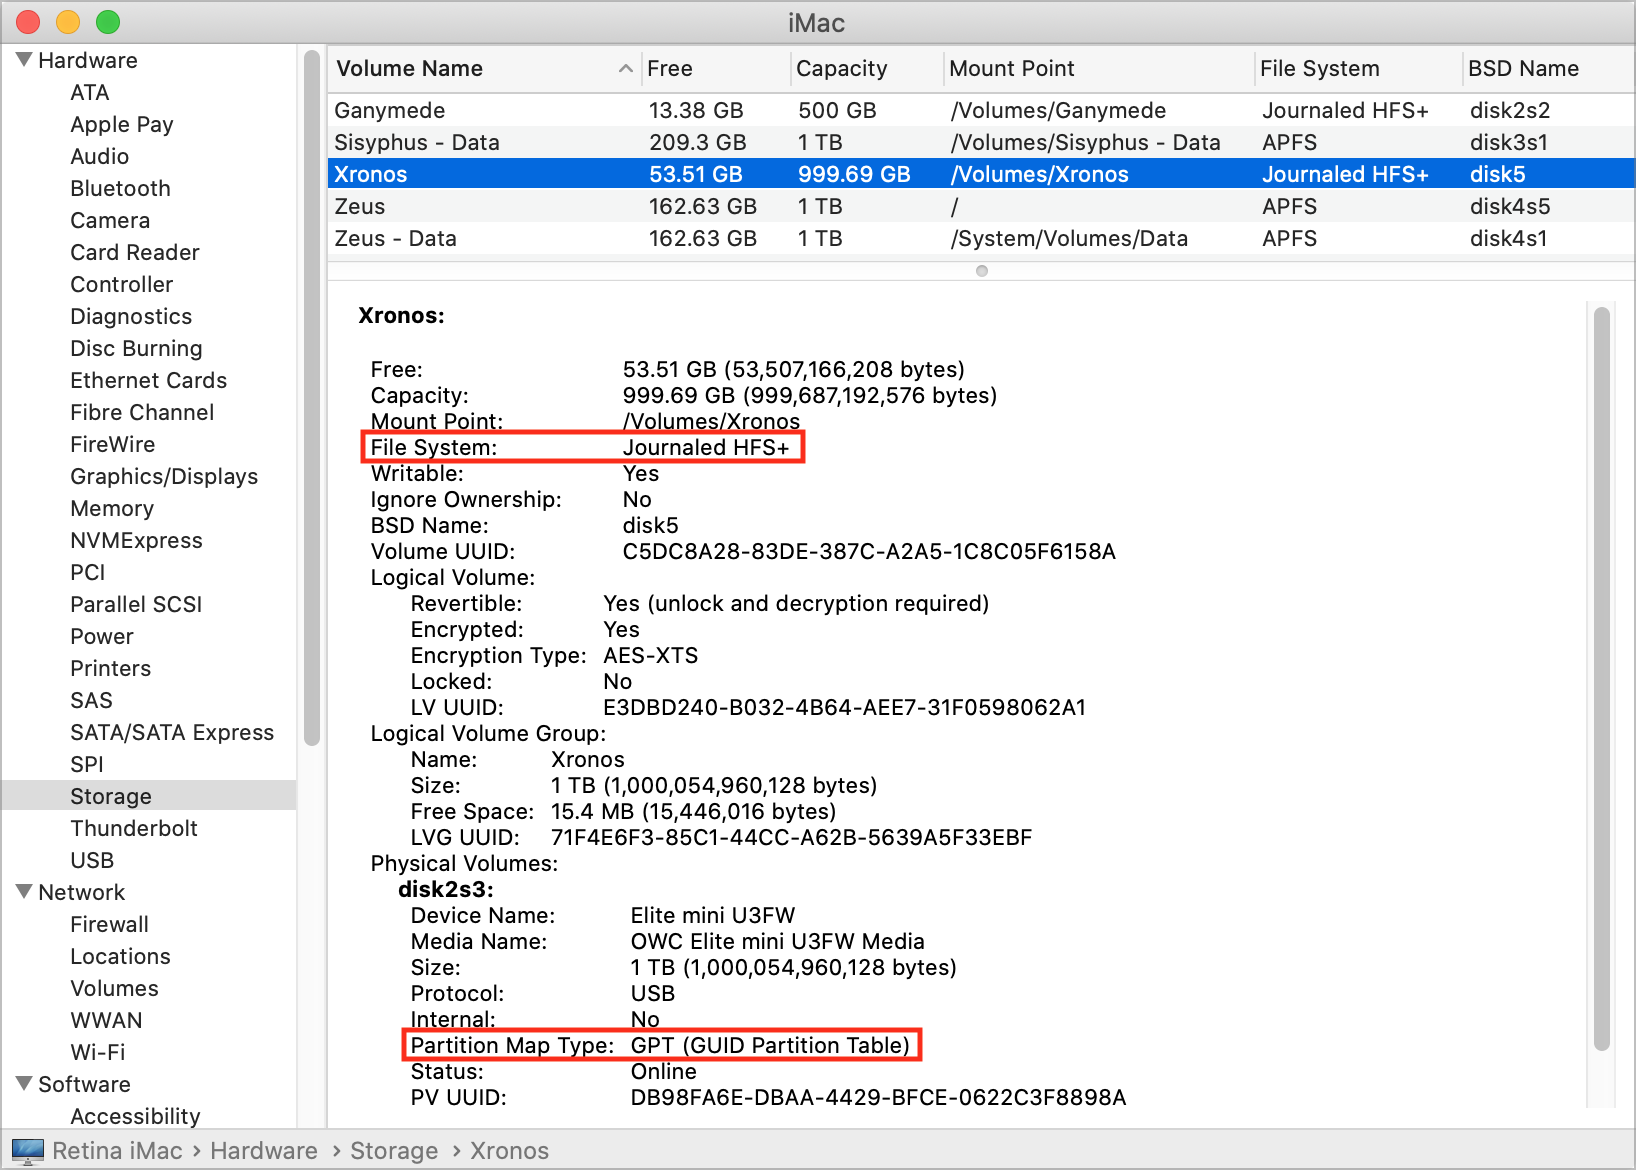 iMac
Hardware
ATA
Apple Pay
Audio
Bluetooth
Camera
Card Reader
Controller
Diagnostics
Disc Burning
Ethernet Cards
Fibre Channel
FireWire
Graphics/Displays
Memory
NVMExpress
PCI
Parallel SCSI
Power
Printers
SAS
SATA/SATA Express
SPI
Storage
Thunderbolt
USB
Network
Firewall
Locations
Volumes
WWAN
Wi-Fi
Software
Accessibility
Volume Name Free Capacity Mount Point File System BSD Name
Ganymede 13.38 GB 500 GB /Volumes/Ganymede Journaled HFS+ disk2s2
Sisyphus - Data 209.3 GB 1 TB /Volumes/Sisyphus - Data APFS disk3s1
Xronos 53.51 GB 999.69 GB /Volumes/Xronos Journaled HFS+ disk5
Zeus 162.63 GB 1 TB / APFS disk4s5
Zeus - Data 162.63 GB 1 TB /System/Volumes/Data APFS disk4s1
Xronos:
Free: 53.51 GB (53,507,166,208 bytes)
Capacity: 999.69 GB (999,687,192,576 bytes)
Mount Point: /Volumes/Xronos
File System: Journaled HFS+
Writable: Yes
Ignore Ownership: No
BSD Name: disk5
Volume UUID: C5DC8A28-83DE-387C-A2A5-1C8C05F6158A
Logical Volume:
Revertible: Yes (unlock and decryption required)
Encrypted: Yes
Encryption Type: AES-XTS
Locked: No
LV UUID: E3DBD240-B032-4B64-AEE7-31F0598062A1
Logical Volume Group:
Name: Xronos
Size: 1 TB (1,000,054,960,128 bytes)
Free Space: 15.4 MB (15,446,016 bytes)
LVG UUID: 71F4E6F3-85C1-44CC-A62B-5639A5F33EBF
Physical Volumes:
disk2s3:
Device Name: Elite mini U3FW
Media Name: OWC Elite mini U3FW Media
Size: 1 TB (1,000,054,960,128 bytes)
Protocol: USB
Internal: No
Partition Map Type: GPT (GUID Partition Table)
Status: Online
PV UUID: DB98FA6E-DBAA-4429-BFCE-0622C3F8898A
Retina iMac › Hardware › Storage › Xronos